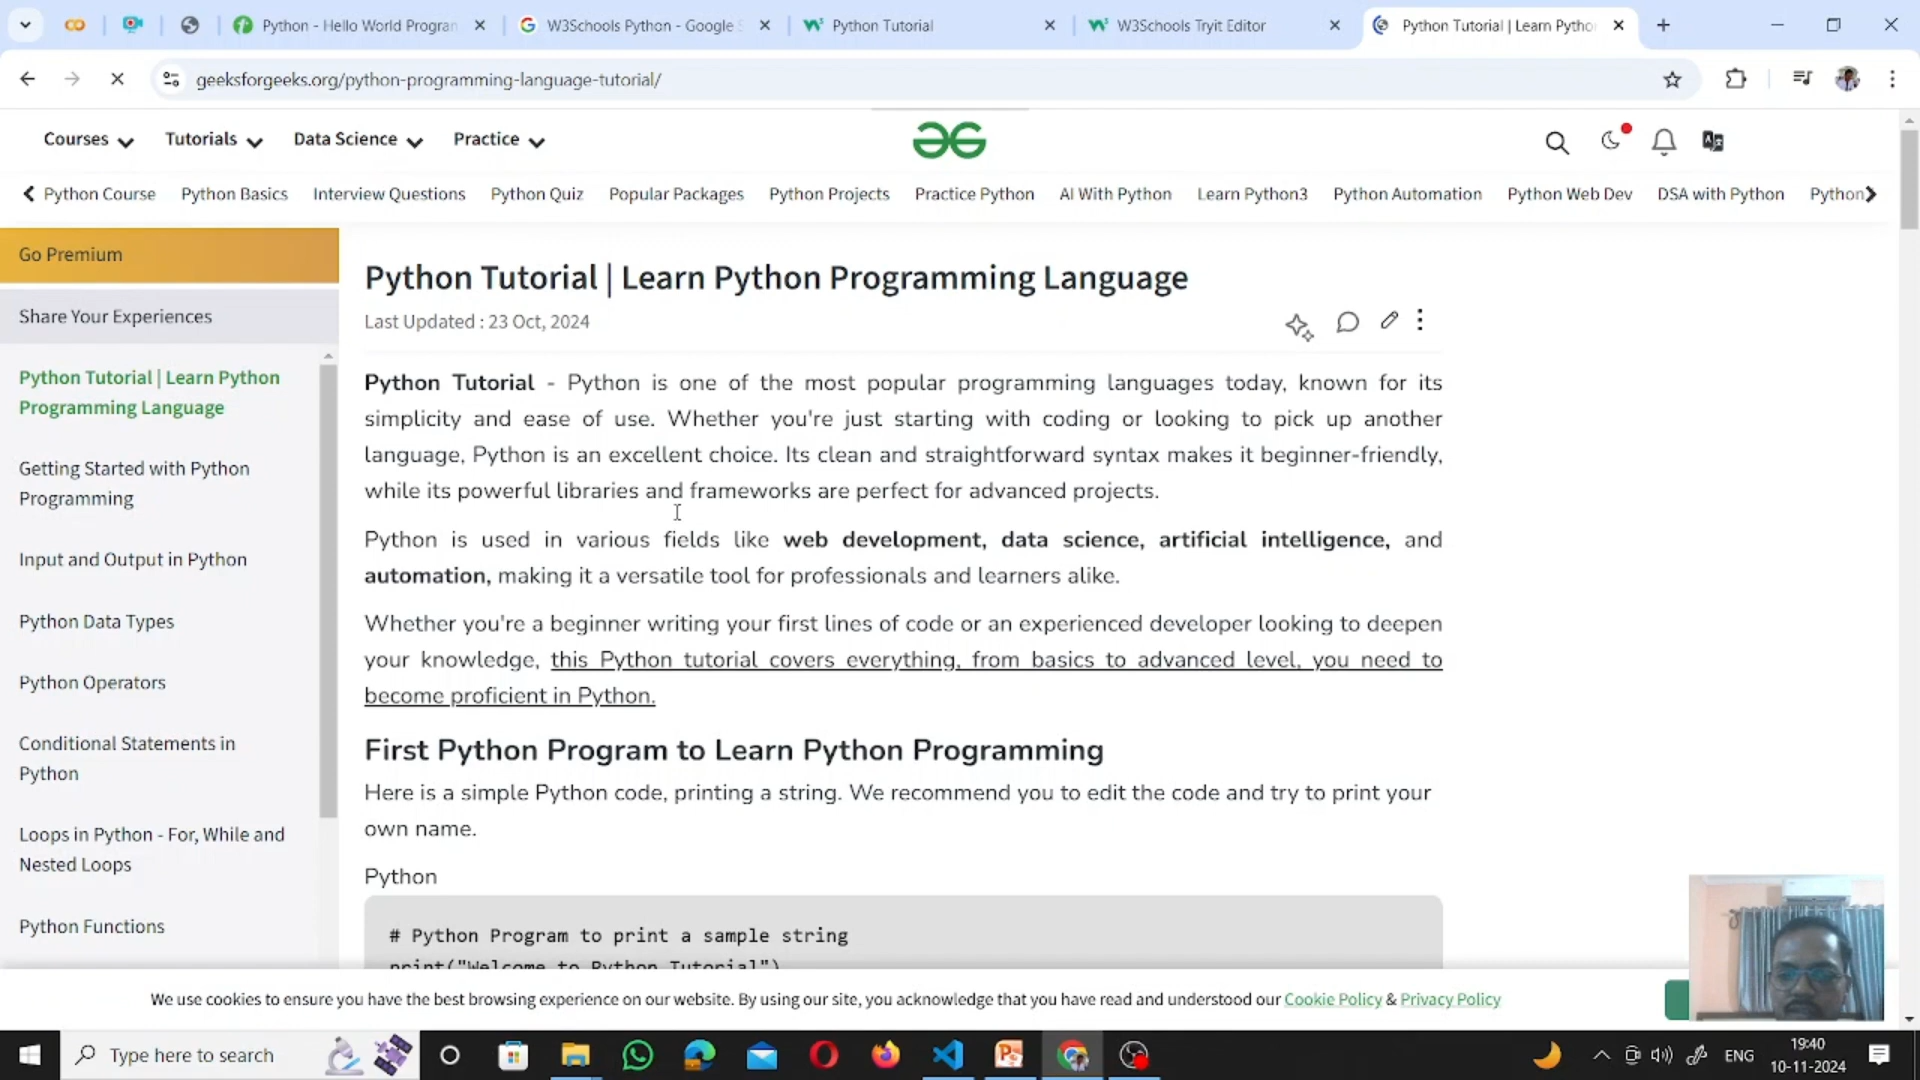 Python - Hello World Progran
W3Schools Python - Google S
Python Tutorial
W3Schools Tryit Editor
Python Tutorial | Learn Pytho
geeksforgeeks.org/python-programming-language-tutorial/
Courses
Tutorials
Data Science
Practice
Python Course
Python Basics
Interview Questions
Python Quiz
Popular Packages
Python Projects
Practice Python
AI With Python
Learn Python3
Python Automation
Python Web Dev
DSA with Python
Python
Go Premium
Share Your Experiences
Python Tutorial | Learn Python
Programming Language
Getting Started with Python
Programming
Input and Output in Python
Python Data Types
Python Operators
Conditional Statements in
Python
Loops in Python - For, While and
Nested Loops
Python Functions
Python Tutorial | Learn Python Programming Language
Last Updated : 23 Oct, 2024
Python Tutorial - Python is one of the most popular programming languages today, known for its
simplicity and ease of use. Whether you're just starting with coding or looking to pick up another
language, Python is an excellent choice. Its clean and straightforward syntax makes it beginner-friendly,
while its powerful libraries and frameworks are perfect for advanced projects.
Python is used in various fields like web development, data science, artificial intelligence, and
automation, making it a versatile tool for professionals and learners alike.
Whether you're a beginner writing your first lines of code or an experienced developer looking to deepen
your knowledge, this Python tutorial covers everything, from basics to advanced level, you need to
become proficient in Python.
First Python Program to Learn Python Programming
Here is a simple Python code, printing a string. We recommend you to edit the code and try to print your
own name.
Python
# Python Program to print a sample string
print("Welcome to Python Tutorial")
We use cookies to ensure you have the best browsing experience on our website. By using our site, you acknowledge that you have read and understood our Cookie Policy & Privacy Policy
Type here to search
ENG
19:40
10-11-2024